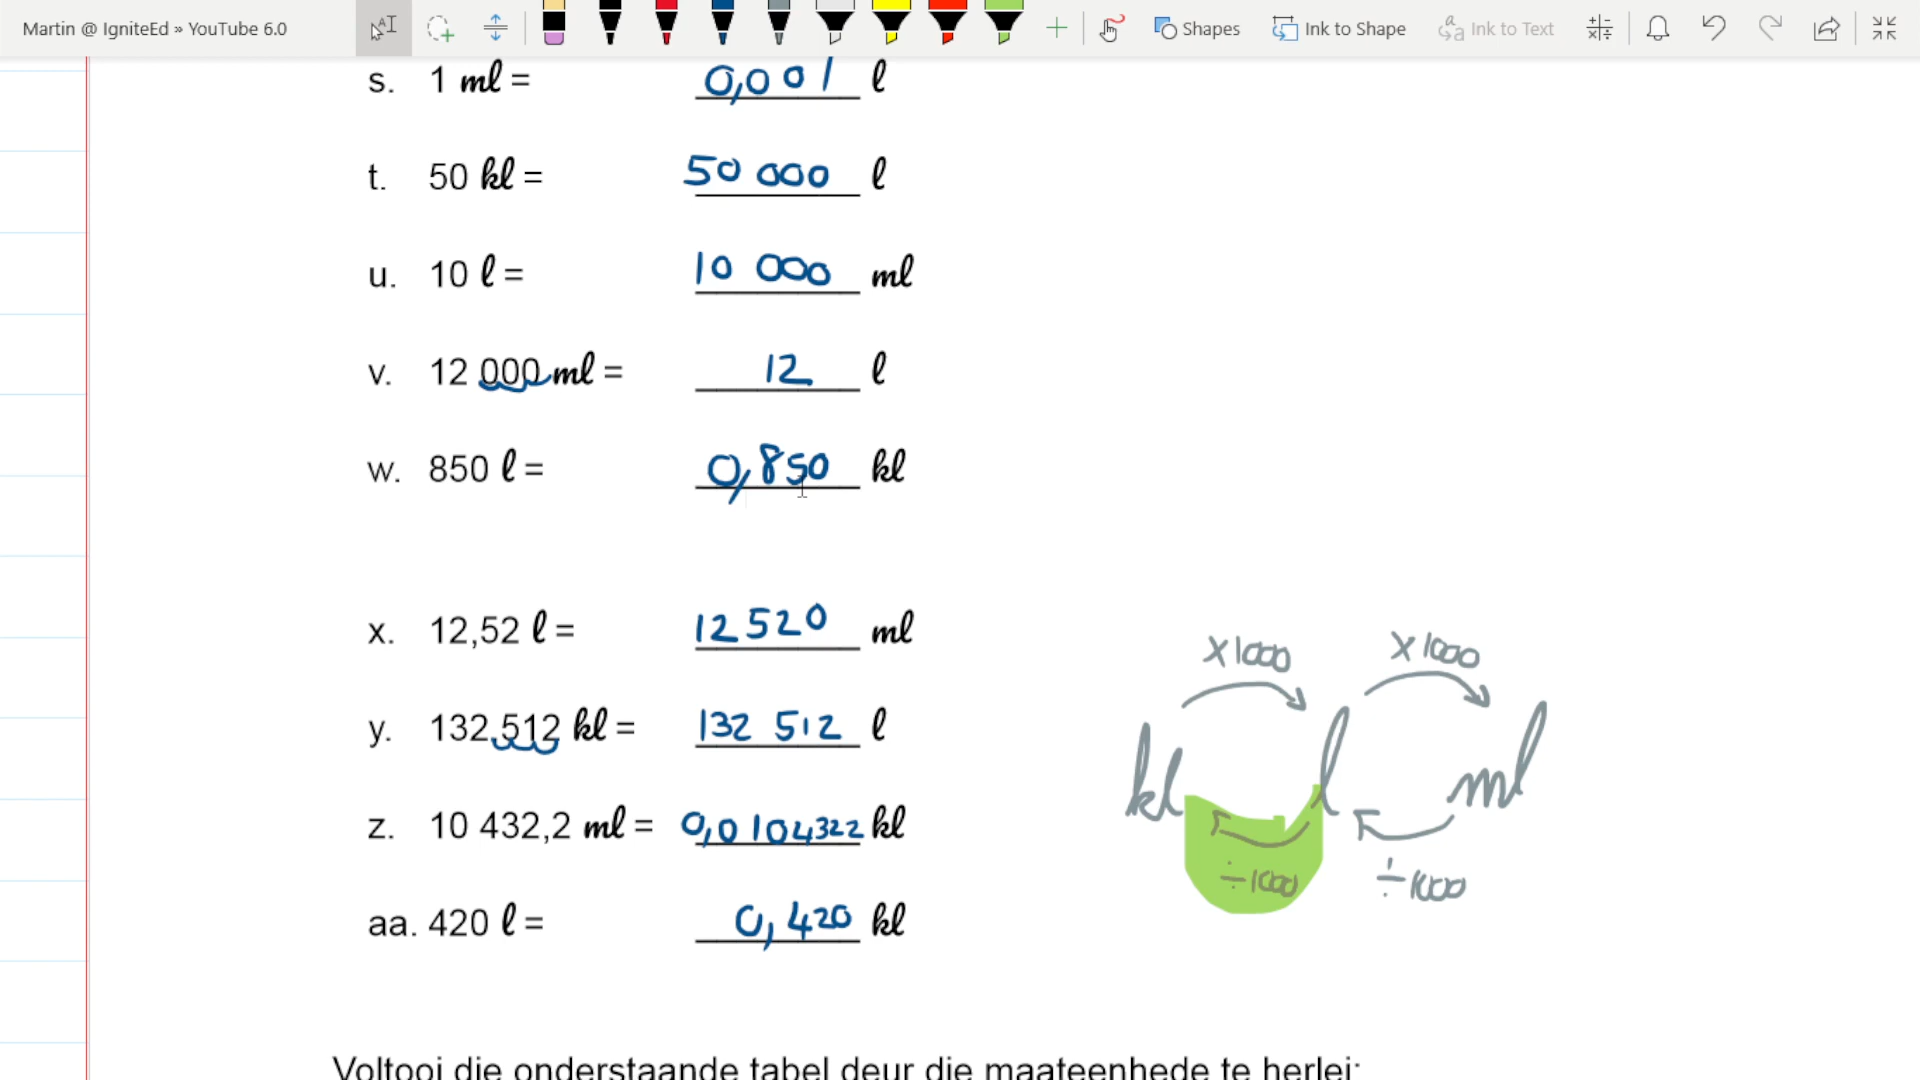 Martin @ IgniteEd » YouTube 6.0 Shapes Ink to Shape Ink to Text
s. 1 ml = 0,001 l
t. 50 kl = 50 000 l
u. 10 l = 10 000 ml
v. 12 000 ml = 12 l
w. 850 l = 0,850 kl
x. 12,52 l = 12520 ml
y. 132,512 kl = 132 512 l
z. 10 432,2 ml = 0,0104322 kl
aa. 420 l = 0,420 kl
x1000 x1000
kl l ml
÷1000 ÷1000
Voltooi die onderstaande tabel deur die maateenhede te herlei: